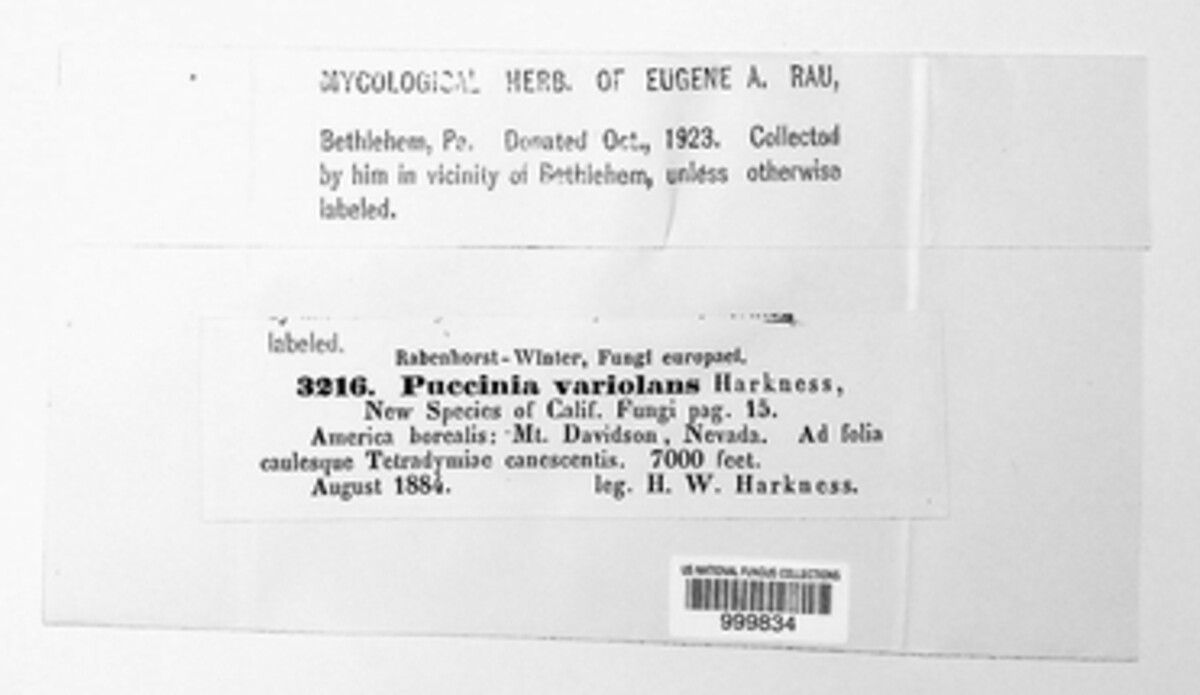 MYCOLOGICAL HERB. OF EUGENE A. RAU,
Bethlehem, Pa. Donated Oct., 1923. Collected
by him in vicinity of Bethlehem, unless otherwise
labeled.
labeled.
Rabenhorst-Winter, Fungi europaei.
3216. Puccinia variolans Harkness,
New Species of Calif. Fungi pag. 15.
America borealis: Mt. Davidson, Nevada. Ad folia
caulesque Tetradymiae canescentis. 7000 feet.
August 1884. leg. H. W. Harkness.
US NATIONAL FUNGUS COLLECTIONS
999834